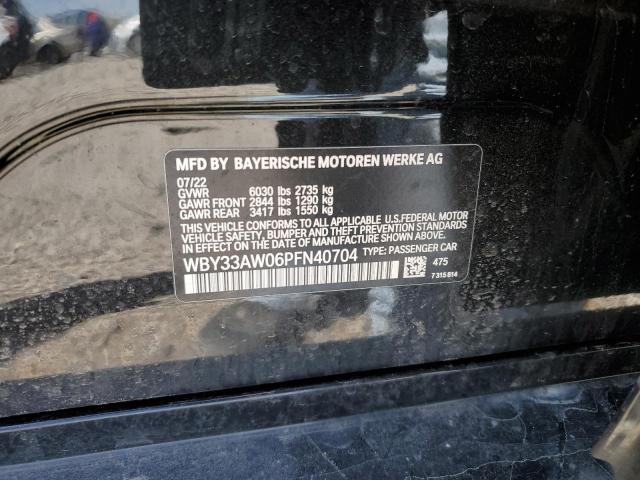 MFD BY BAYERISCHE MOTOREN WERKE AG
07/22
GVWR 6030 lbs 2735 kg
GAWR FRONT 2844 lbs 1290 kg
GAWR REAR 3417 lbs 1550 kg
THIS VEHICLE CONFORMS TO ALL APPLICABLE U.S.FEDERAL MOTOR
VEHICLE SAFETY, BUMPER, AND THEFT PREVENTION STANDARDS
IN EFFECT ON THE DATE OF MANUFACTURE SHOWN ABOVE.
WBY33AW06PFN40704 TYPE: PASSENGER CAR
475
7315814